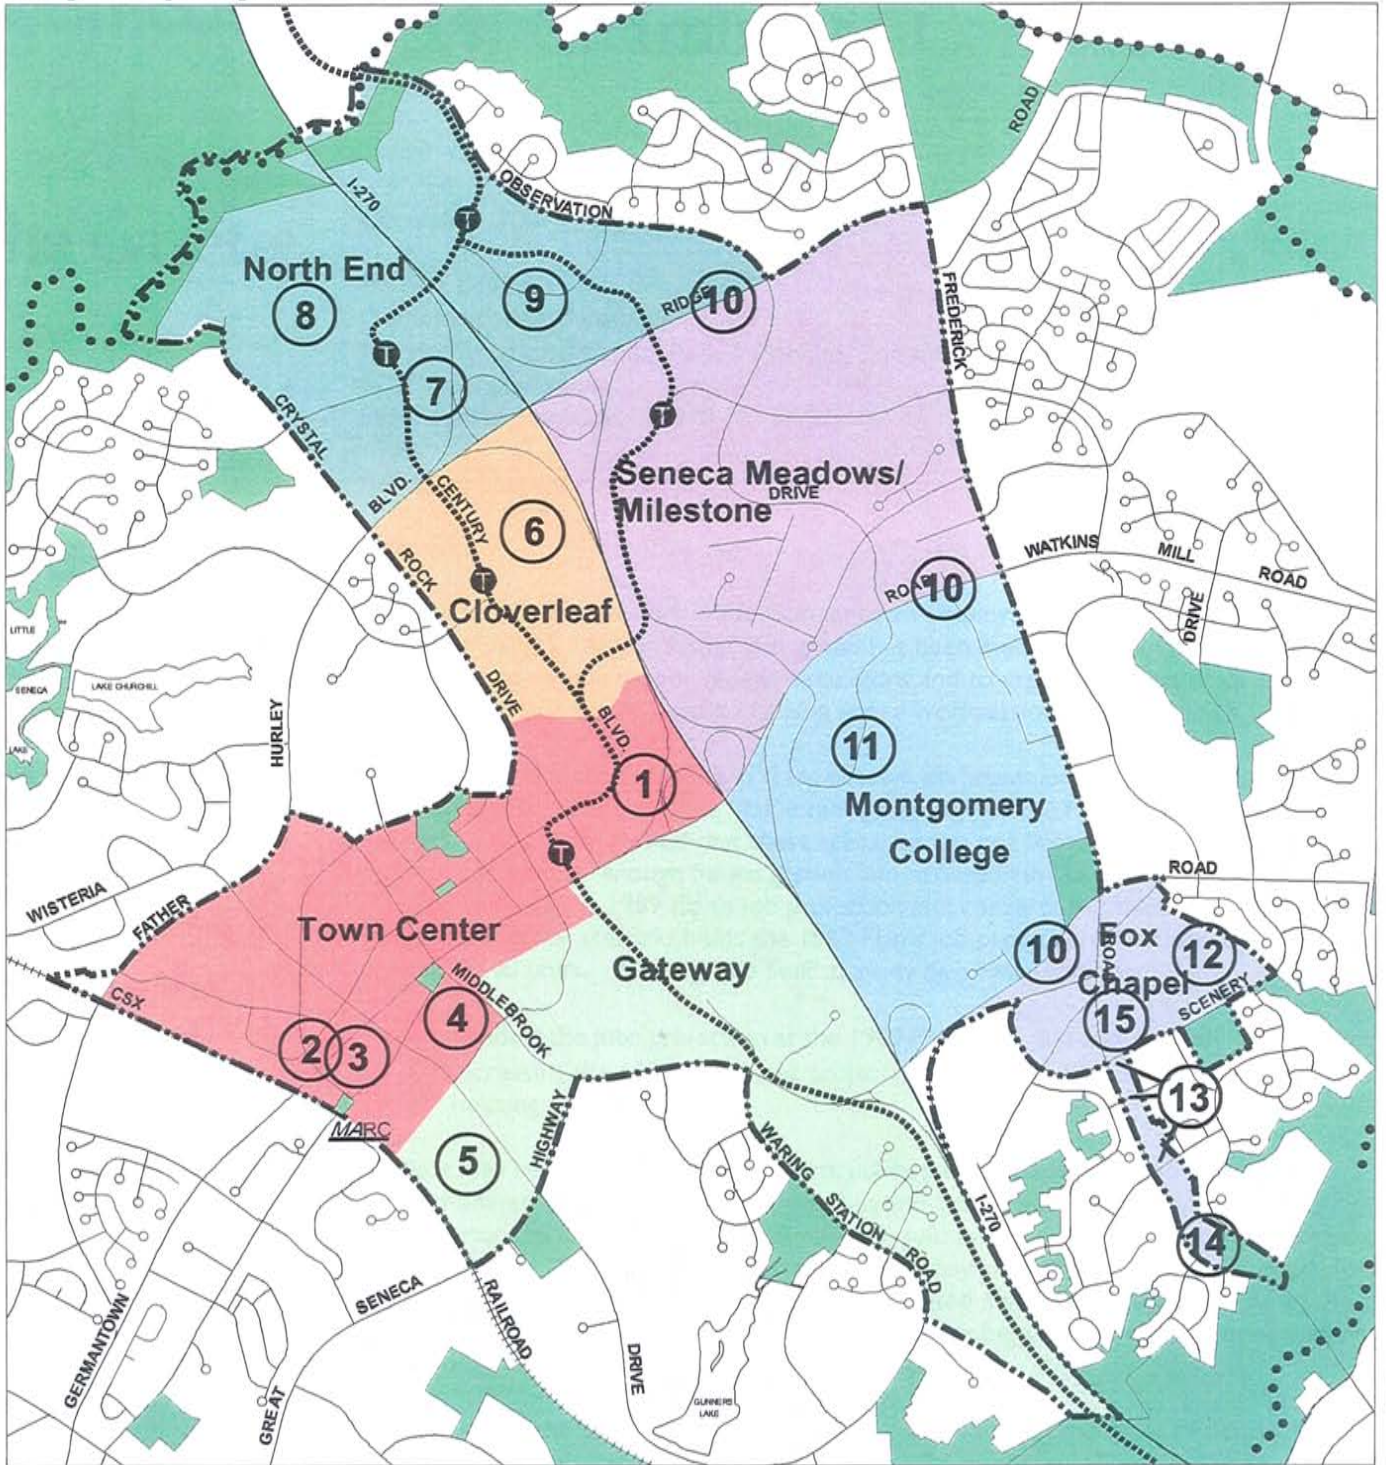 ROAD
OBSERVATION
I-270
T
North End
8
9
RIDGE
10
FREDERICK
T
7
T
CRYSTAL
BLVD.
CENTURY
Seneca Meadows/
DRIVE
Milestone
6
ROCK
T
Cloverleaf
WATKINS
MILL
ROAD
ROAD
10
DRIVE
LITTLE
SENECA
LAKE
LAKE CHURCHILL
HURLEY
DRIVE
BLVD.
1
11
Montgomery
College
T
ROAD
WISTERIA
FATHER
Town Center
Gateway
10
Fox
Chapel
ROAD
12
SCENERY
CSX
MIDDLEBROOK
4
2
3
15
13
MARC
5
HIGHWAY
WARING
STATION
ROAD
I-270
14
SENECA
RAILROAD
GERMANTOWN
GREAT
DRIVE
GUNNERS
LAKE